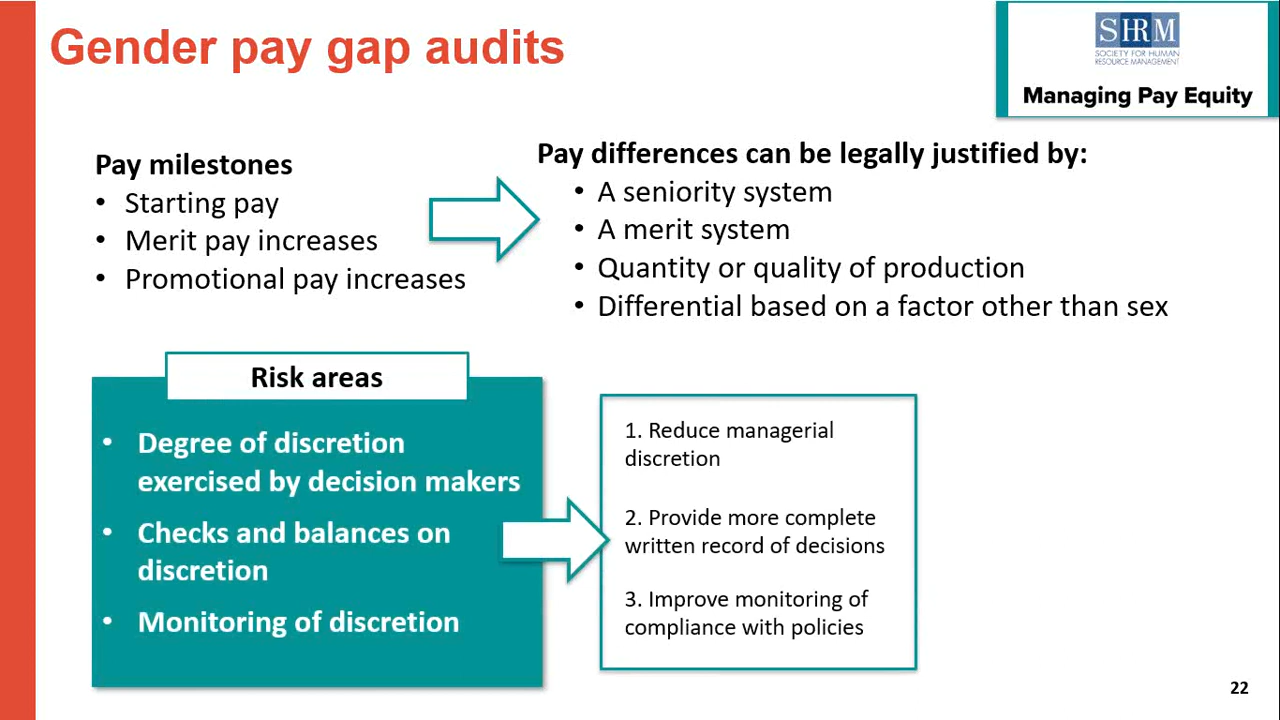 Gender pay gap audits
SHRM
SOCIETY FOR HUMAN
RESOURCE MANAGEMENT
Managing Pay Equity
Pay milestones
• Starting pay
• Merit pay increases
• Promotional pay increases
Pay differences can be legally justified by:
• A seniority system
• A merit system
• Quantity or quality of production
• Differential based on a factor other than sex
Risk areas
• Degree of discretion
exercised by decision makers
• Checks and balances on
discretion
• Monitoring of discretion
1. Reduce managerial
discretion
2. Provide more complete
written record of decisions
3. Improve monitoring of
compliance with policies
22